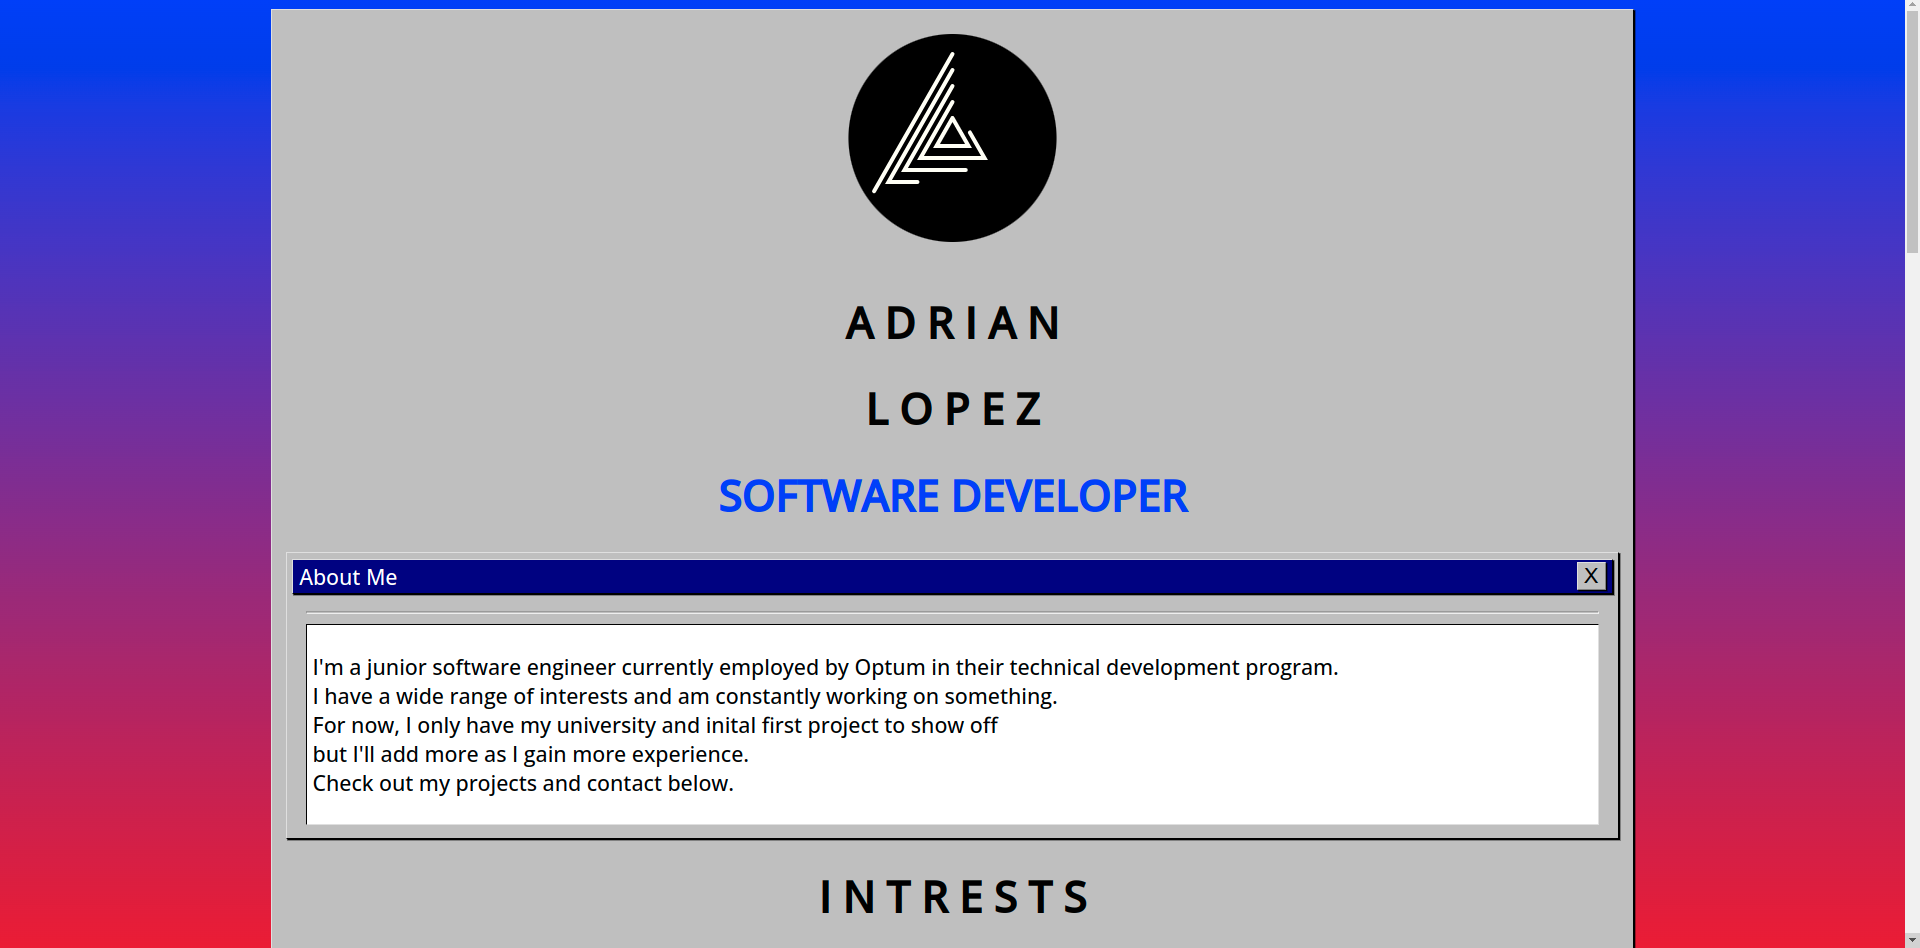 ADRIAN
LOPEZ
SOFTWARE DEVELOPER
About Me
X
I'm a junior software engineer currently employed by Optum in their technical development program.
I have a wide range of interests and am constantly working on something.
For now, I only have my university and inital first project to show off
but I'll add more as I gain more experience.
Check out my projects and contact below.
INTRESTS